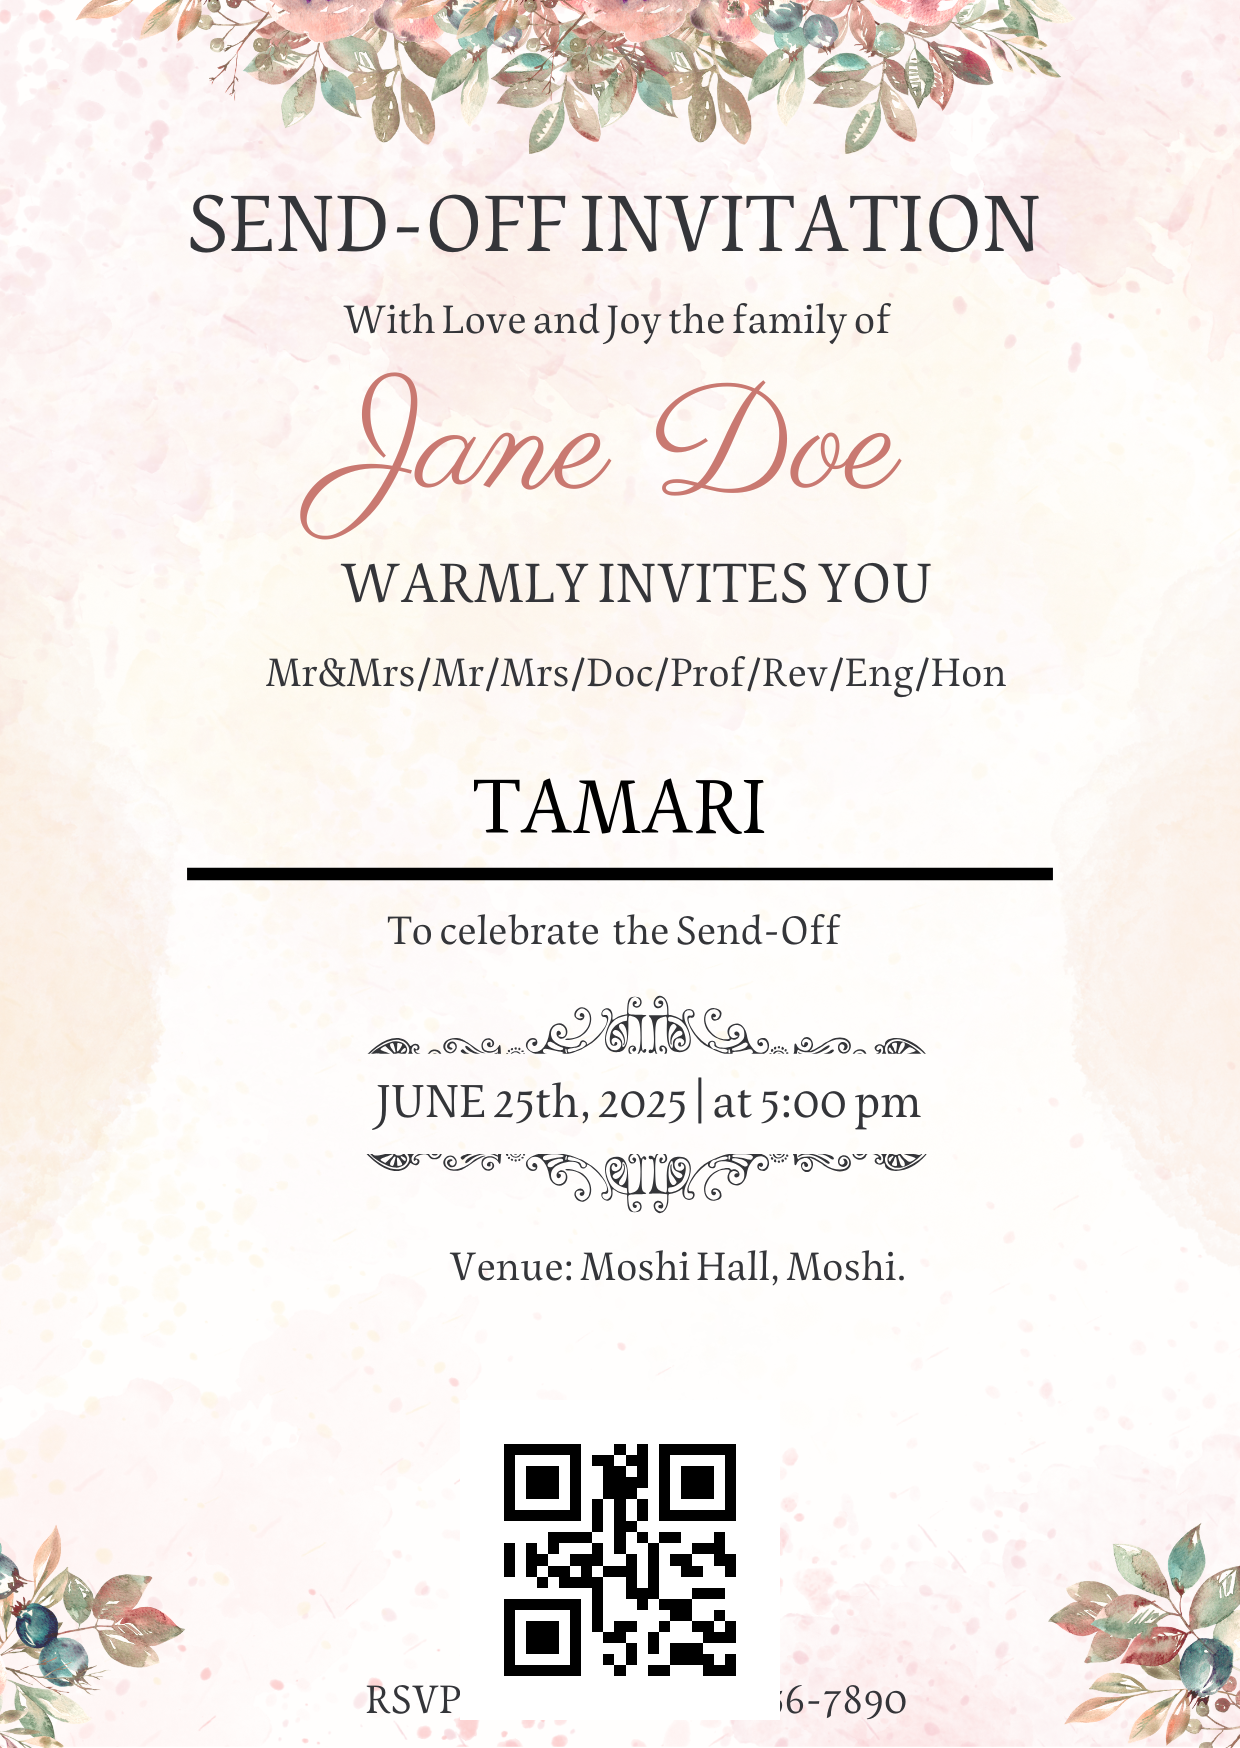 SEND-OFF INVITATION
With Love and Joy the family of
Jane Doe
WARMLY INVITES YOU
Mr&Mrs/Mr/Mrs/Doc/Prof/Rev/Eng/Hon
TAMARI
To celebrate the Send-Off
JUNE 25th, 2025 | at 5:00 pm
Venue: Moshi Hall, Moshi.
RSVP 6-7890